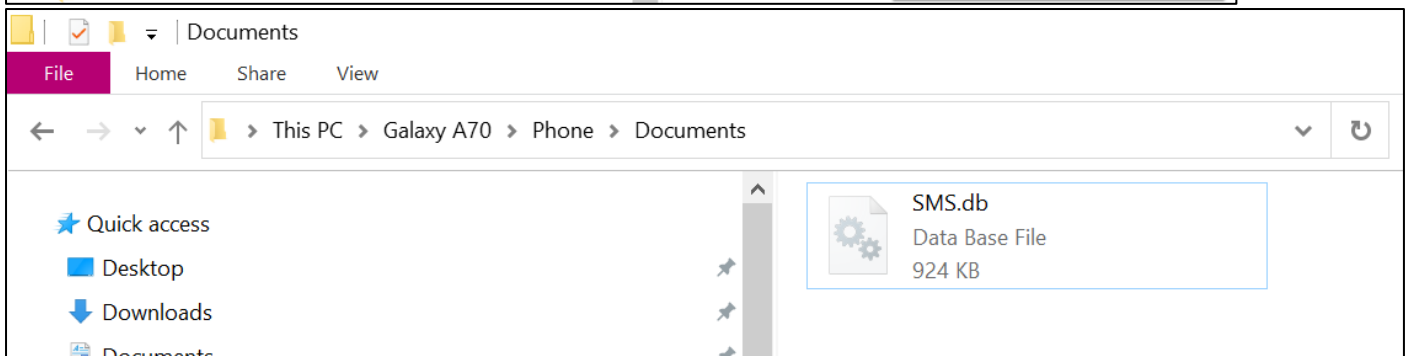 Documents
File Home Share View
This PC > Galaxy A70 > Phone > Documents
Quick access
Desktop
Downloads
Documents
SMS.db
Data Base File
924 KB